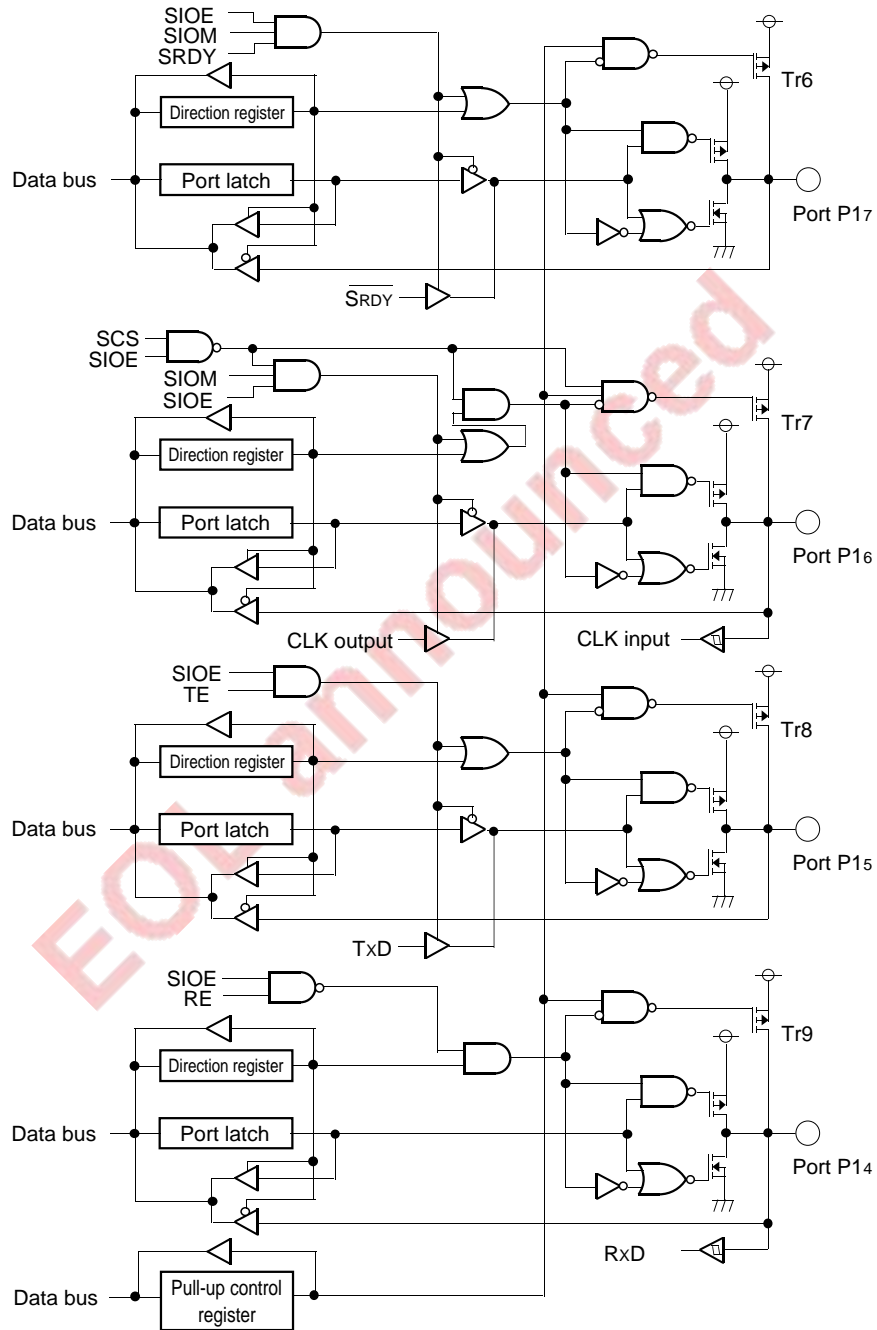 SIOE
SIOM
SRDY
Tr6
Direction register
Data bus
Port latch
Port P17
SRDY
SCS
SIOE
SIOM
SIOE
Tr7
Direction register
Data bus
Port latch
Port P16
CLK output
CLK input
SIOE
TE
Tr8
Direction register
Data bus
Port latch
Port P15
TxD
SIOE
RE
Tr9
Direction register
Data bus
Port latch
Port P14
RxD
Data bus
Pull-up control
register
EOL announced